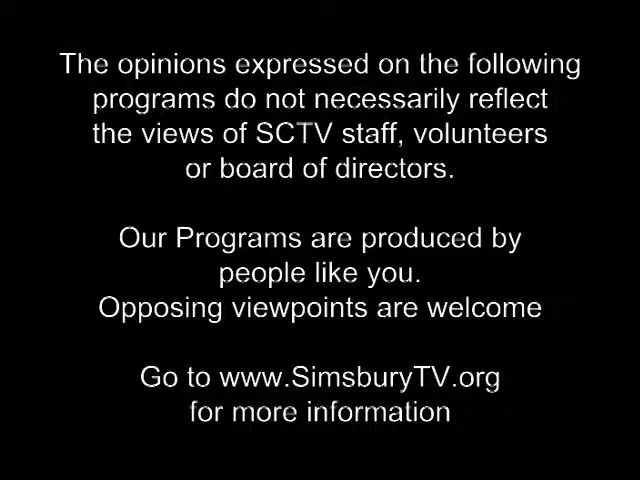 The opinions expressed on the following
programs do not necessarily reflect
the views of SCTV staff, volunteers
or board of directors.
Our Programs are produced by
people like you.
Opposing viewpoints are welcome
Go to www.SimsburyTV.org
for more information